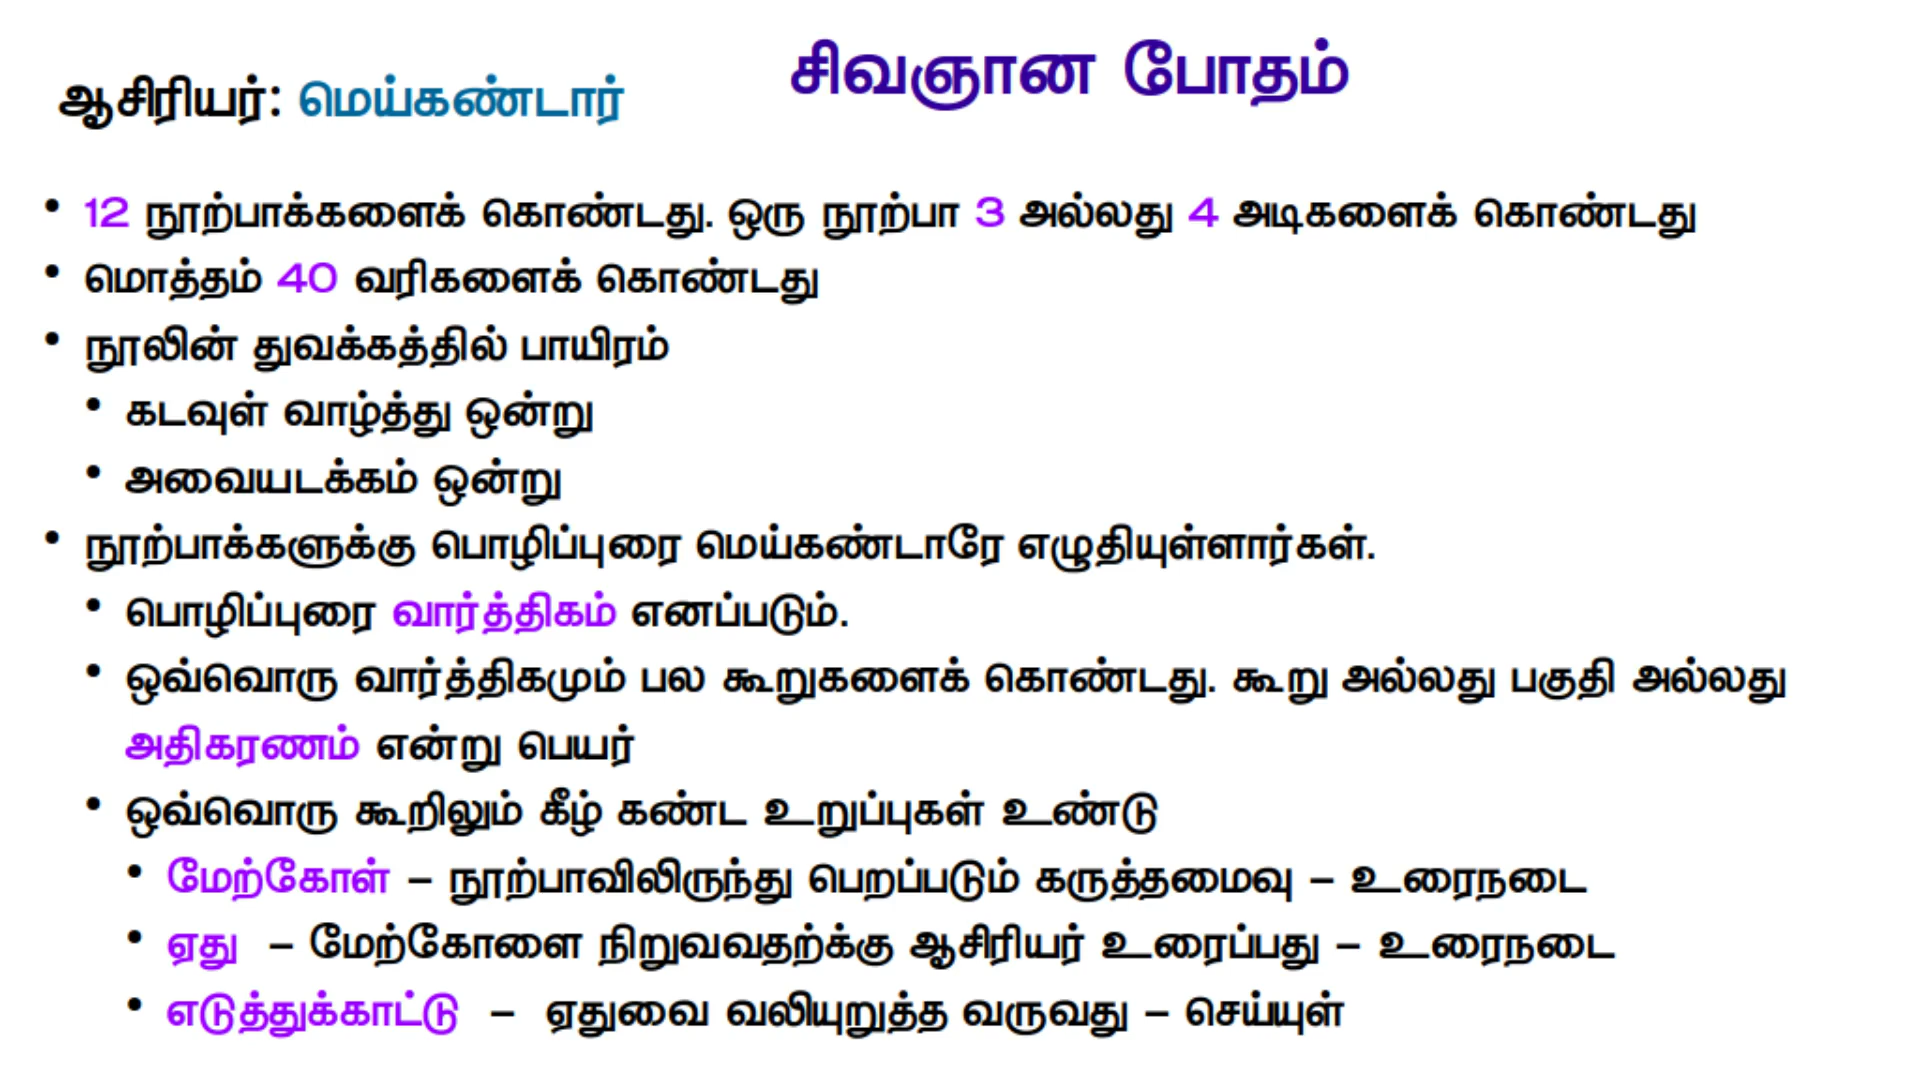 சிவஞான போதம்
ஆசிரியர்: மெய்கண்டார்
• 12 நூற்பாக்களைக் கொண்டது. ஒரு நூற்பா 3 அல்லது 4 அடிகளைக் கொண்டது
• மொத்தம் 40 வரிகளைக் கொண்டது
• நூலின் துவக்கத்தில் பாயிரம்
• கடவுள் வாழ்த்து ஒன்று
• அவையடக்கம் ஒன்று
• நூற்பாக்களுக்கு பொழிப்புரை மெய்கண்டாரே எழுதியுள்ளார்கள்.
• பொழிப்புரை வார்த்திகம் எனப்படும்.
• ஒவ்வொரு வார்த்திகமும் பல கூறுகளைக் கொண்டது. கூறு அல்லது பகுதி அல்லது
அதிகரணம் என்று பெயர்
• ஒவ்வொரு கூறிலும் கீழ் கண்ட உறுப்புகள் உண்டு
• மேற்கோள் – நூற்பாவிலிருந்து பெறப்படும் கருத்தமைவு – உரைநடை
• ஏது – மேற்கோளை நிறுவவதற்க்கு ஆசிரியர் உரைப்பது – உரைநடை
• எடுத்துக்காட்டு – ஏதுவை வலியுறுத்த வருவது – செய்யுள்